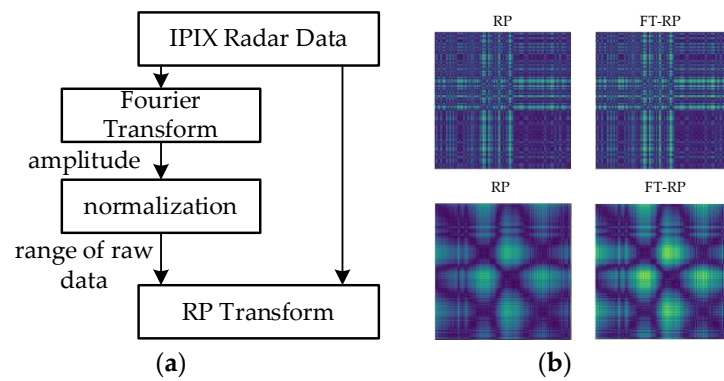 IPIX Radar Data
Fourier
Transform
amplitude
normalization
range of raw
data
RP Transform
(a)
RP
FT-RP
RP
FT-RP
(b)